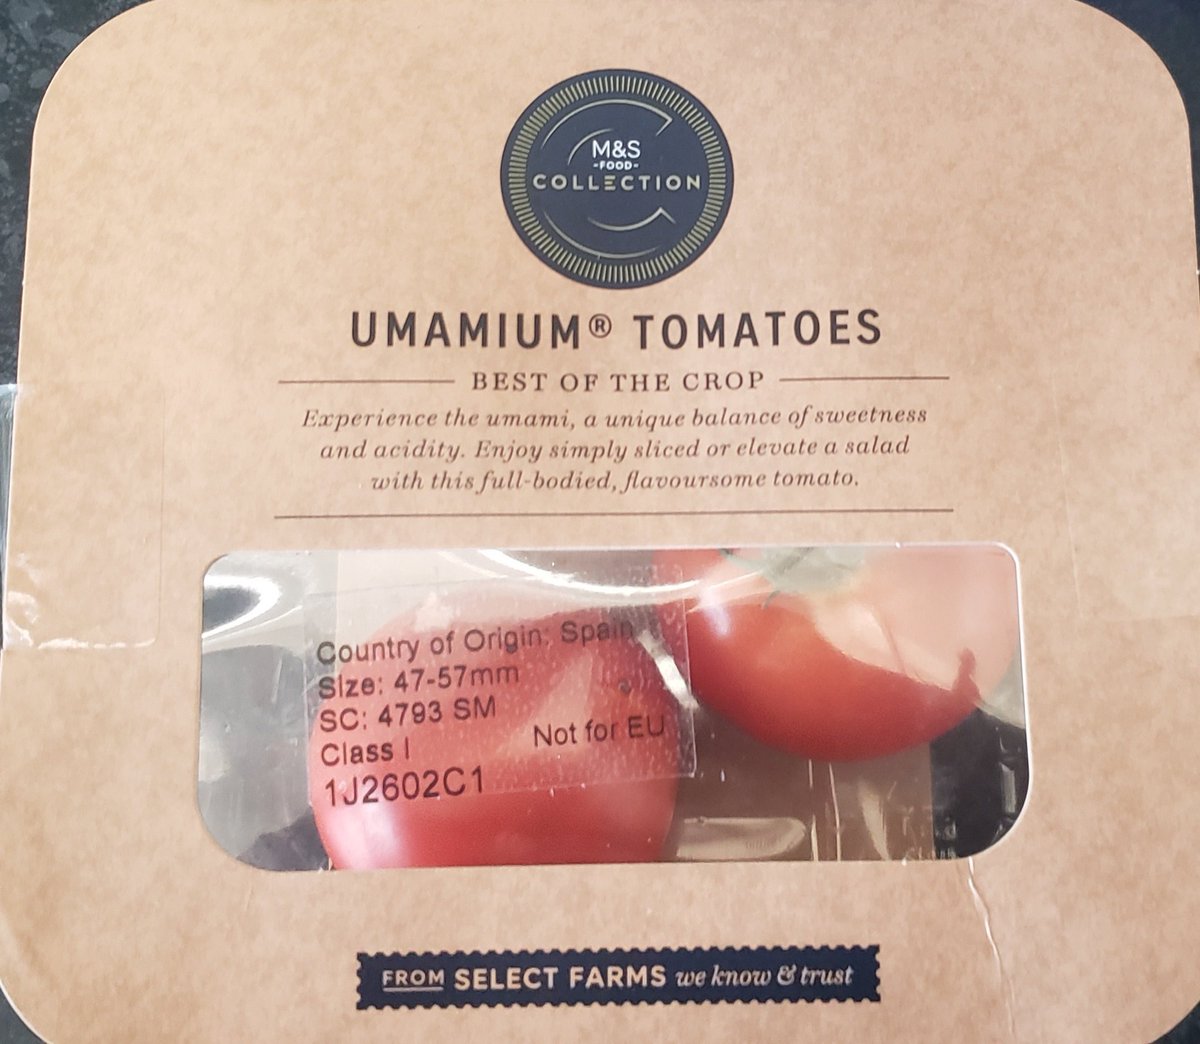 M&S
-FOOD-
COLLECTION
UMAMIUM® TOMATOES
BEST OF THE CROP
Experience the umami, a unique balance of sweetness
and acidity. Enjoy simply sliced or elevate a salad
with this full-bodied, flavoursome tomato.
Country of Origin: Spain
Size: 47-57mm
SC: 4793 SM
Class I
Not for EU
1J2602C1
FROM SELECT FARMS we know & trust